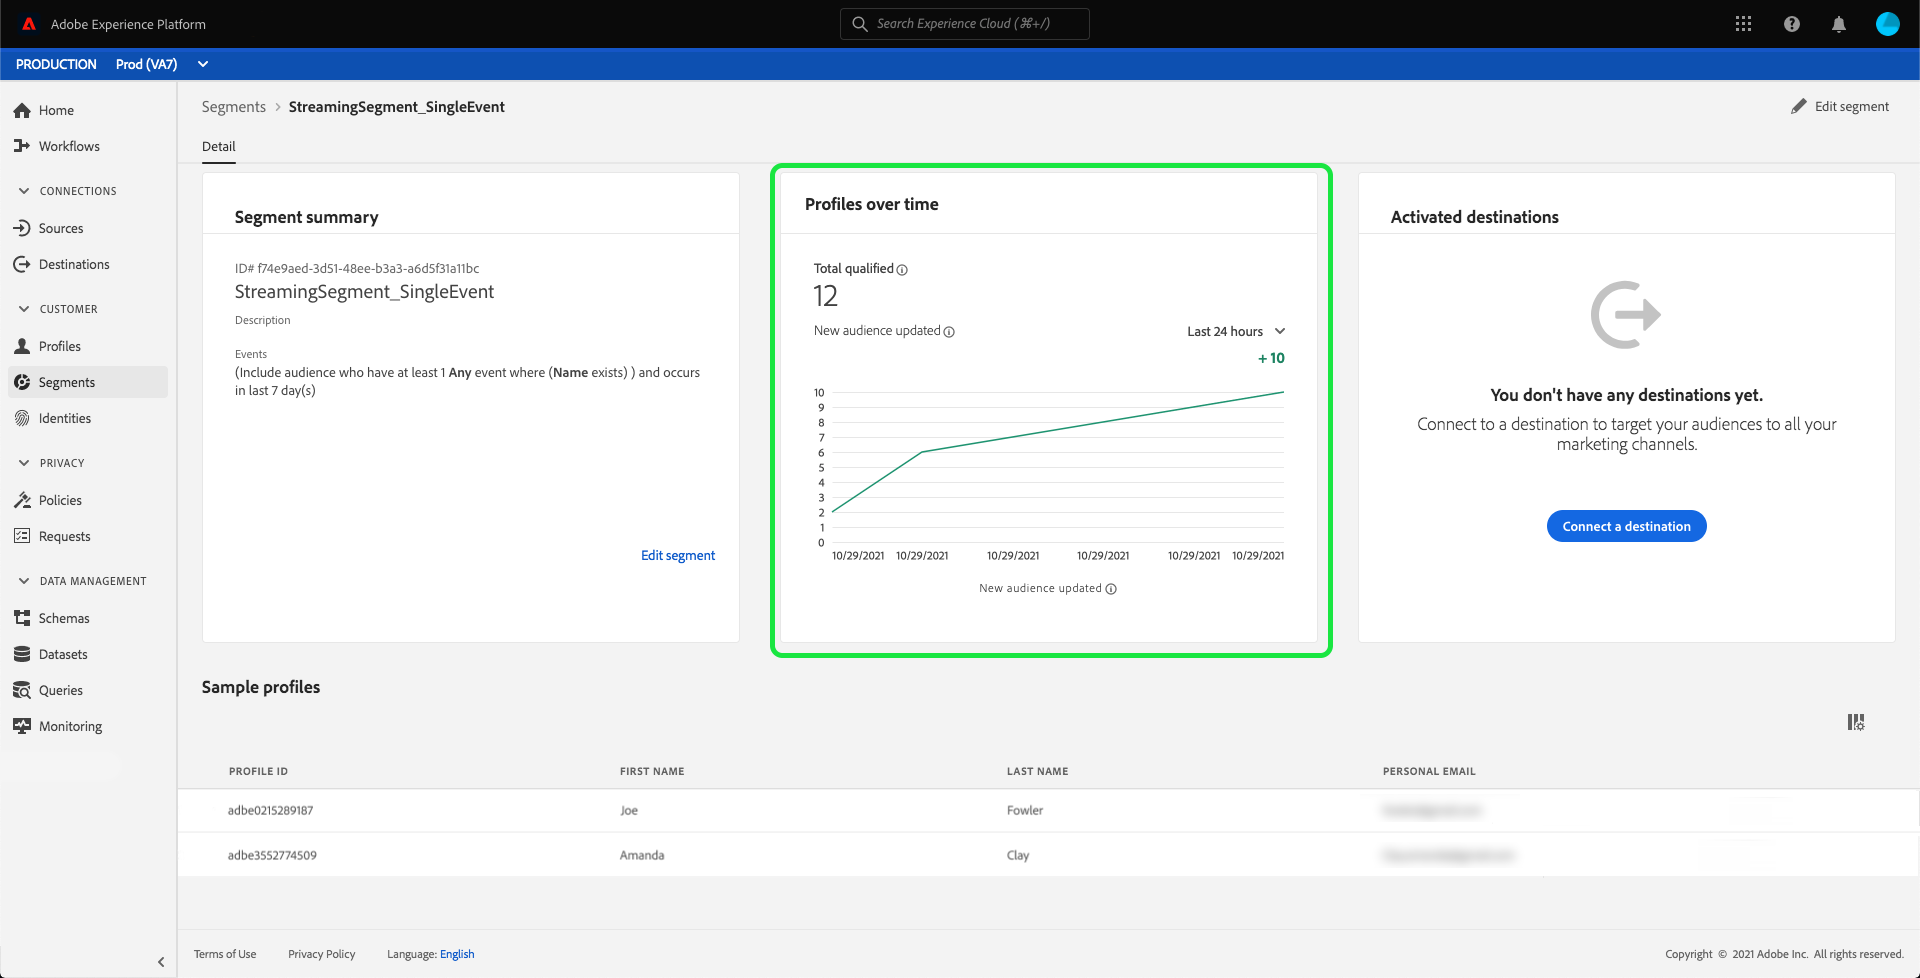 Adobe Experience Platform
Search Experience Cloud (⌘+/)
PRODUCTION Prod (VA7)
Home
Workflows
CONNECTIONS
Sources
Destinations
CUSTOMER
Profiles
Segments
Identities
PRIVACY
Policies
Requests
DATA MANAGEMENT
Schemas
Datasets
Queries
Monitoring
Segments > StreamingSegment_SingleEvent
Edit segment
Detail
Segment summary
ID# f74e9aed-3d51-48ee-b3a3-a6d5f31a11bc
StreamingSegment_SingleEvent
Description
Events
(Include audience who have at least 1 Any event where (Name exists) ) and occurs
in last 7 day(s)
Edit segment
Profiles over time
Total qualified
12
New audience updated
Last 24 hours
+ 10
10
9
8
7
6
5
4
3
2
1
0
10/29/2021 10/29/2021 10/29/2021 10/29/2021 10/29/2021 10/29/2021
New audience updated
Activated destinations
You don't have any destinations yet.
Connect to a destination to target your audiences to all your
marketing channels.
Connect a destination
Sample profiles
PROFILE ID FIRST NAME LAST NAME PERSONAL EMAIL
adbe0215289187 Joe Fowler
adbe3552774509 Amanda Clay
Terms of Use Privacy Policy Language: English
Copyright © 2021 Adobe Inc. All rights reserved.